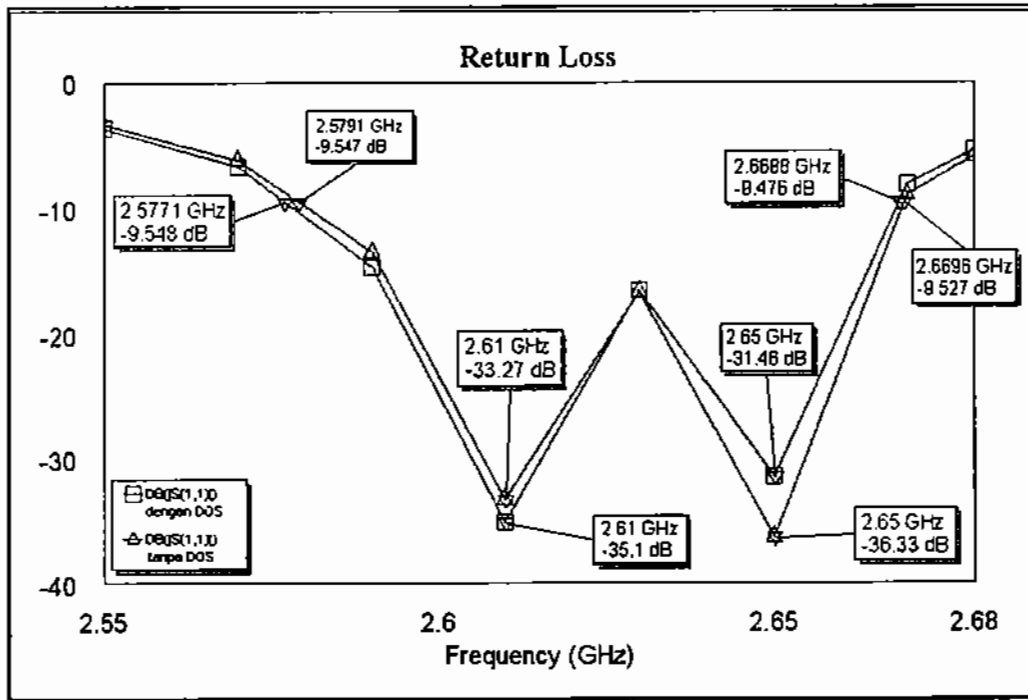 Return Loss
0
-10
-20
-30
-40
2.5791 GHz
-9.547 dB
2.5771 GHz
-9.548 dB
2.6688 GHz
-9.476 dB
2.6696 GHz
-9.527 dB
2.61 GHz
-33.27 dB
2.65 GHz
-31.46 dB
2.61 GHz
-35.1 dB
2.65 GHz
-36.33 dB
DB(|S(1,1)|)
dengan DGS
DB(|S(1,1)|)
tanpa DGS
2.55
2.6
2.65
2.68
Frequency (GHz)